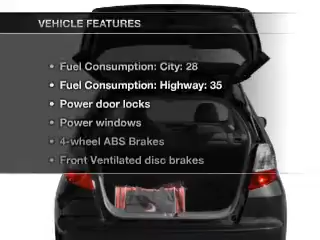 VEHICLE FEATURES
• Fuel Consumption: City: 28
• Fuel Consumption: Highway: 35
• Power door locks
• Power windows
• 4-wheel ABS Brakes
• Front Ventilated disc brakes